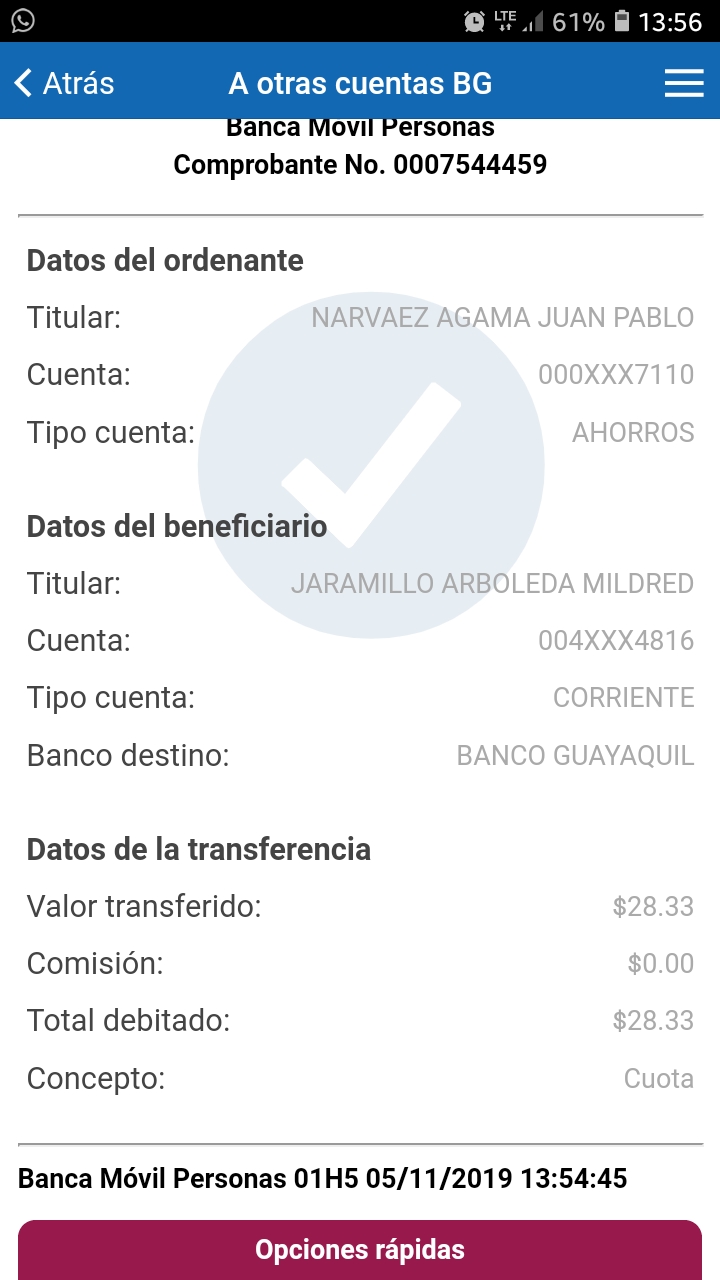 LTE 61% 13:56
Atrás A otras cuentas BG
Banca Móvil Personas
Comprobante No. 0007544459
Datos del ordenante
Titular: NARVAEZ AGAMA JUAN PABLO
Cuenta: 000XXX7110
Tipo cuenta: AHORROS
Datos del beneficiario
Titular: JARAMILLO ARBOLEDA MILDRED
Cuenta: 004XXX4816
Tipo cuenta: CORRIENTE
Banco destino: BANCO GUAYAQUIL
Datos de la transferencia
Valor transferido: $28.33
Comisión: $0.00
Total debitado: $28.33
Concepto: Cuota
Banca Móvil Personas 01H5 05/11/2019 13:54:45
Opciones rápidas